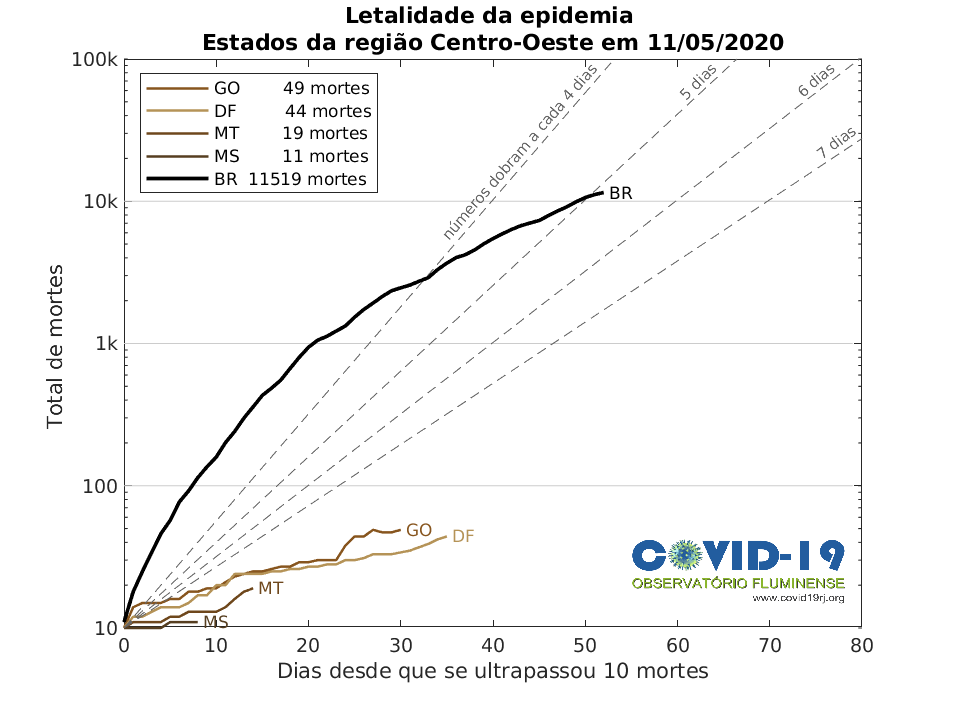 Letalidade da epidemia
Estados da região Centro-Oeste em 11/05/2020
100k
10k
1k
100
10
Total de mortes
GO 49 mortes
DF 44 mortes
MT 19 mortes
MS 11 mortes
BR 11519 mortes
números dobram a cada 4 dias
5 dias
6 dias
7 dias
BR
GO
DF
MT
MS
COVID-19
OBSERVATÓRIO FLUMINENSE
www.covid19rj.org
0 10 20 30 40 50 60 70 80
Dias desde que se ultrapassou 10 mortes